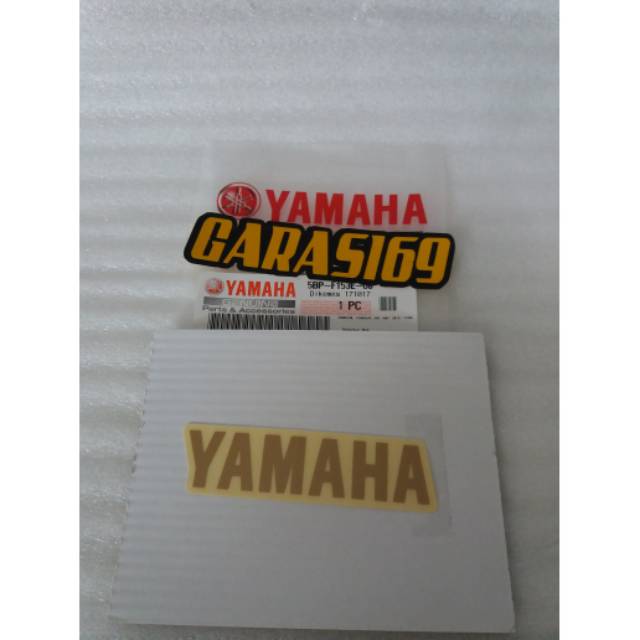 YAMAHA
GARASI69
YAMAHA 5BP-F153E-00
GENUINE Dikemas 171017
Parts & Accessories 1 PC
YAMAHA